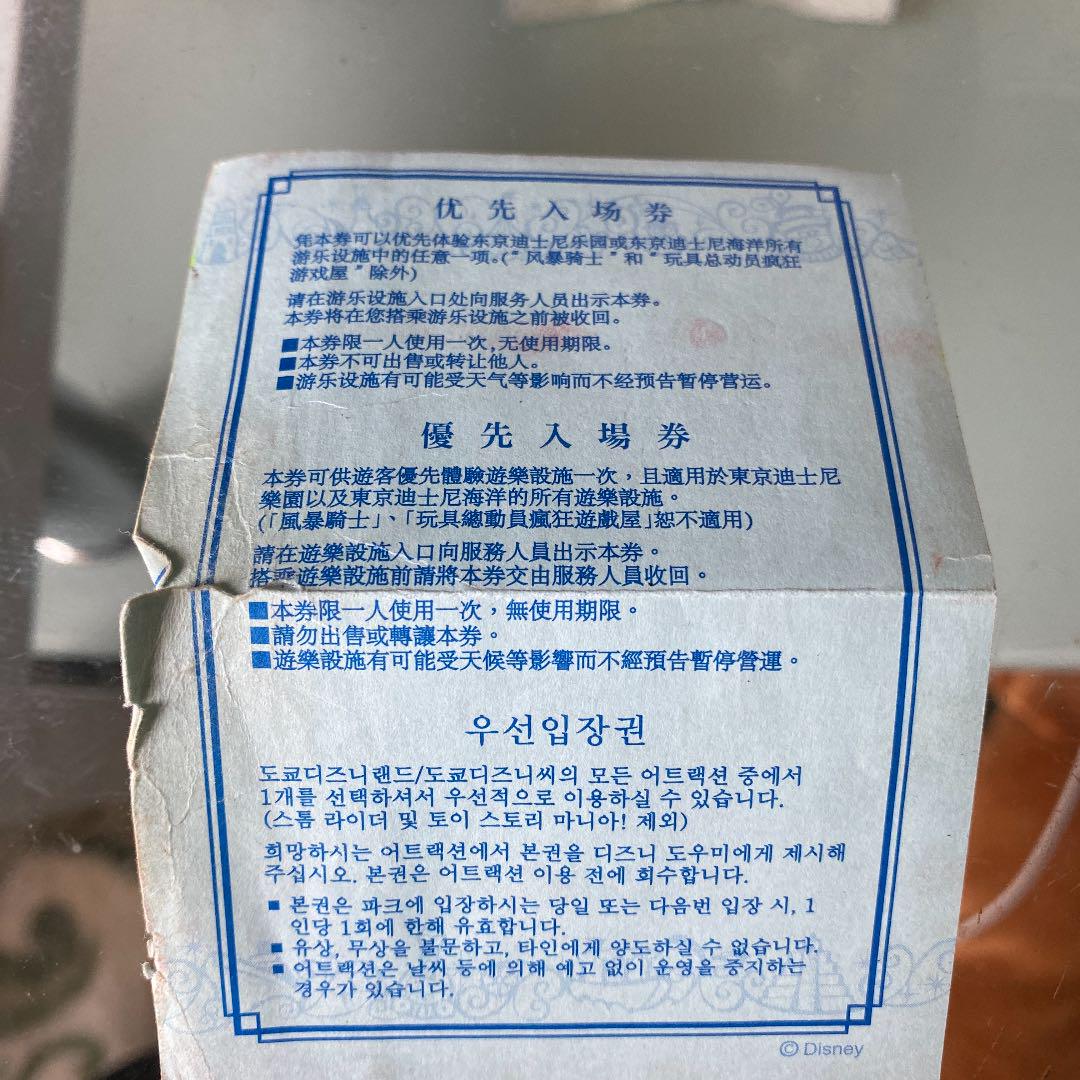 优先入场券
凭本券可以优先体验东京迪士尼乐园或东京迪士尼海洋所有
游乐设施中的任意一项。(“风暴骑士”和“玩具总动员疯狂
游戏屋”除外)
请在游乐设施入口处向服务人员出示本券。
本券将在您搭乘游乐设施之前被收回。
■本券限一人使用一次,无使用期限。
■本券不可出售或转让他人。
■游乐设施有可能受天气等影响而不经预告暂停营运。
優先入場券
本券可供遊客優先體驗遊樂設施一次，且適用於東京迪士尼
樂園以及東京迪士尼海洋的所有遊樂設施。
(「風暴騎士」、「玩具總動員瘋狂遊戲屋」恕不適用)
請在遊樂設施入口向服務人員出示本券。
搭乘遊樂設施前請將本券交由服務人員收回。
■本券限一人使用一次，無使用期限。
■請勿出售或轉讓本券。
■遊樂設施有可能受天候等影響而不經預告暫停營運。
우선입장권
도쿄디즈니랜드/도쿄디즈니씨의 모든 어트랙션 중에서
1개를 선택하셔서 우선적으로 이용하실 수 있습니다.
(스톰 라이더 및 토이 스토리 마니아! 제외)
희망하시는 어트랙션에서 본권을 디즈니 도우미에게 제시해
주십시오. 본권은 어트랙션 이용 전에 회수합니다.
■ 본권은 파크에 입장하시는 당일 또는 다음번 입장 시, 1
인당 1회에 한해 유효합니다.
■ 유상, 무상을 불문하고, 타인에게 양도하실 수 없습니다.
■ 어트랙션은 날씨 등에 의해 예고 없이 운영을 중지하는
경우가 있습니다.
© Disney